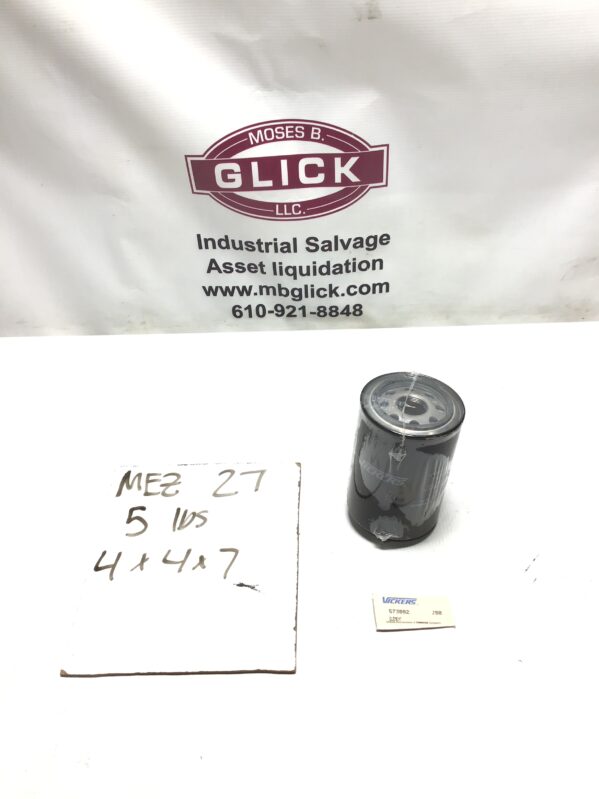 MOSES B.
GLICK
LLC.
Industrial Salvage
Asset liquidation
www.mbglick.com
610-921-8848
MEZ 27
5 lbs
4 x 4 x 7
VICKERS
VICKERS
573082